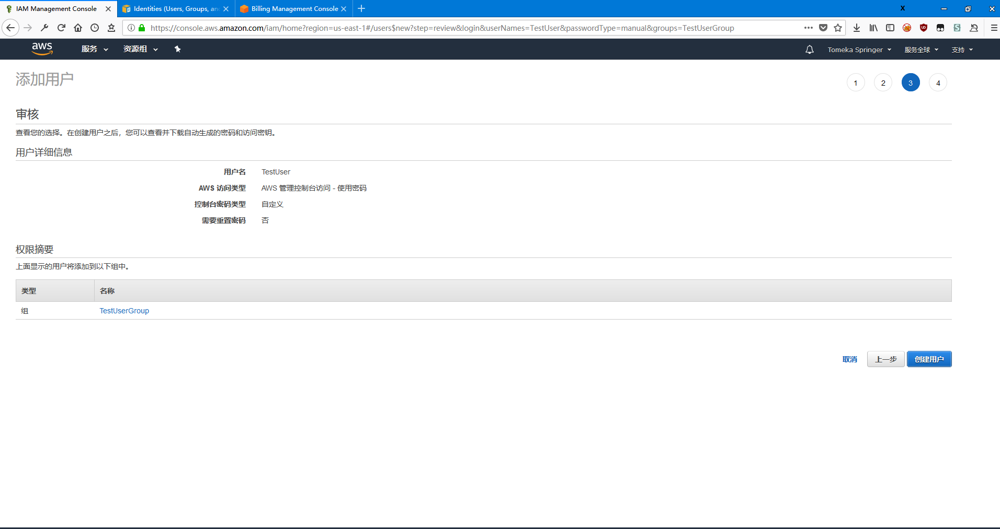 IAM Management Console
Identities (Users, Groups, an
Billing Management Console
X
https://console.aws.amazon.com/iam/home?region=us-east-1#/users$new?step=review&login&userNames=TestUser&passwordType=manual&groups=TestUserGroup
aws
服务
资源组
Tomeka Springer
服务全球
支持
添加用户
1
2
3
4
审核
查看您的选择。在创建用户之后，您可以查看并下载自动生成的密码和访问密钥。
用户详细信息
用户名 TestUser
AWS 访问类型 AWS 管理控制台访问 - 使用密码
控制台密码类型 自定义
需要重置密码 否
权限摘要
上面显示的用户将添加到以下组中。
类型 名称
组 TestUserGroup
取消 上一步 创建用户